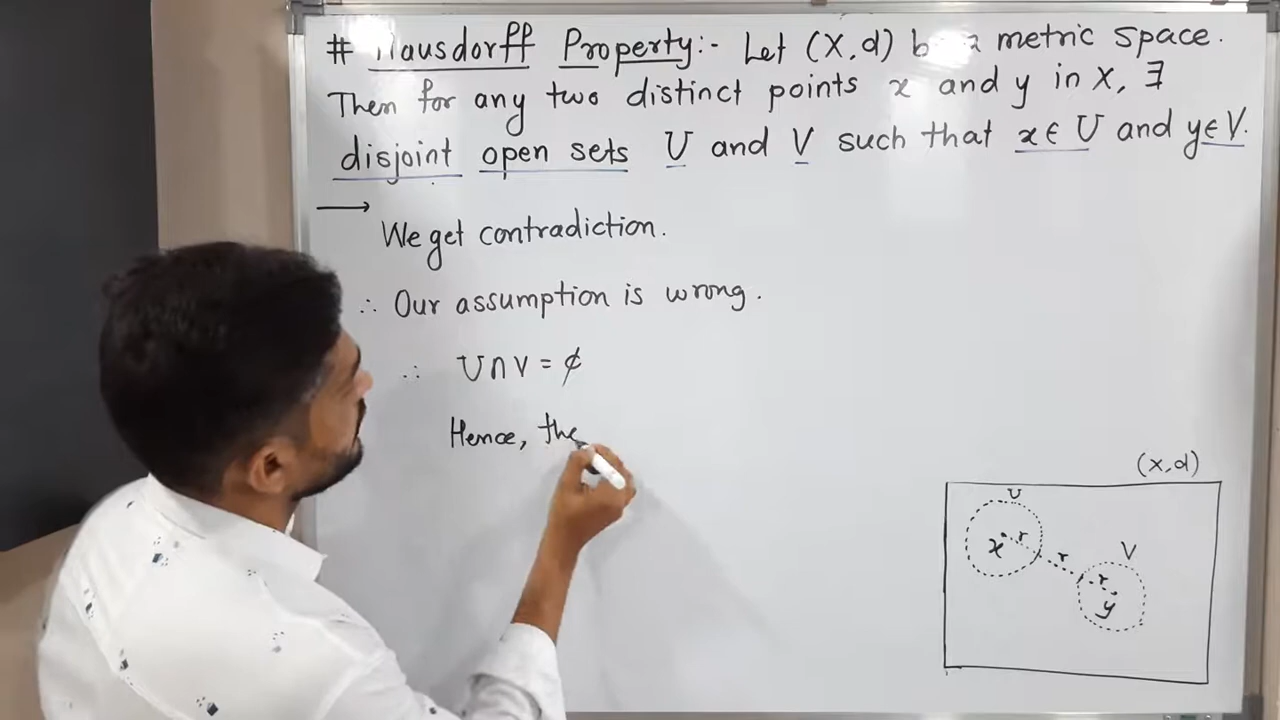 # Hausdorff Property:- Let (X,d) be a metric space.
Then for any two distinct points x and y in X, ∃
disjoint open sets U and V such that x ∈ U and y ∈ V.
→
We get contradiction.
∴ Our assumption is wrong.
∴ U∩V = ϕ
Hence, the
(X,d)
U
x r
r
V
r
y